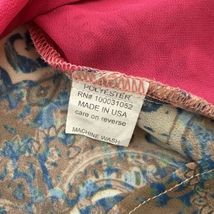 POLYESTER
RN# 100031052
MADE IN USA
care on reverse
MACHINE WASH